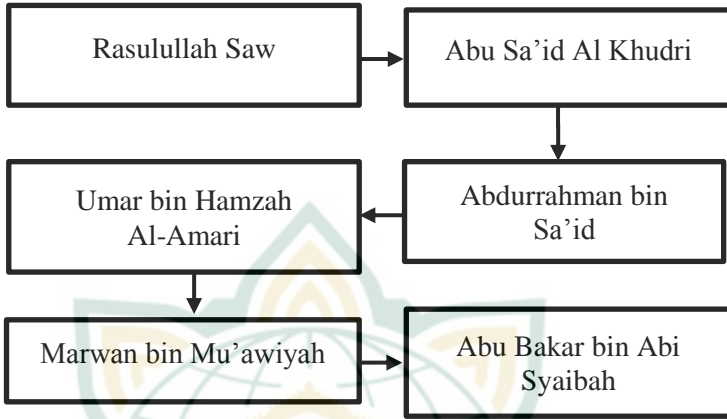 Rasulullah Saw
Abu Sa’id Al Khudri
Abdurrahman bin
Sa’id
Umar bin Hamzah
Al-Amari
Marwan bin Mu’awiyah
Abu Bakar bin Abi
Syaibah